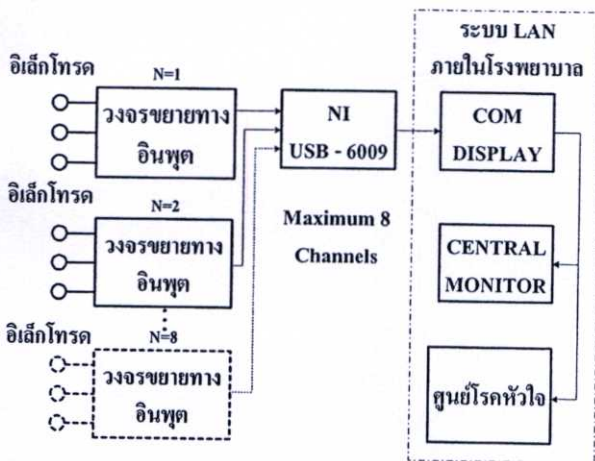 อิเล็กโทรด
N=1
วงจรขยายทาง
อินพุต
อิเล็กโทรด
N=2
วงจรขยายทาง
อินพุต
อิเล็กโทรด
N=8
วงจรขยายทาง
อินพุต
NI
USB - 6009
Maximum 8
Channels
ระบบ LAN
ภายในโรงพยาบาล
COM
DISPLAY
CENTRAL
MONITOR
ศูนย์โรคหัวใจ